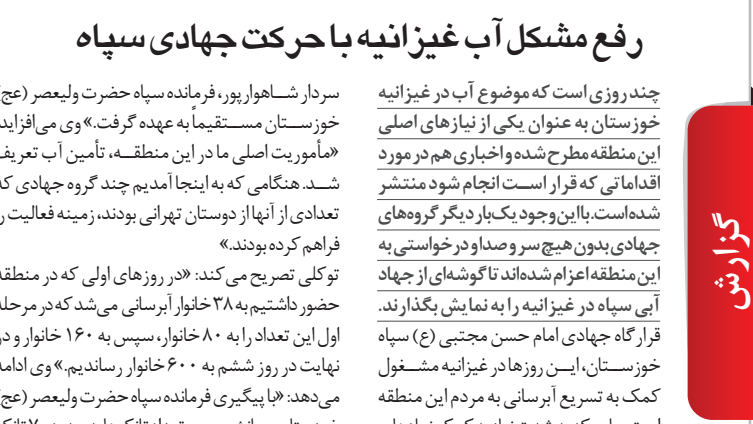 رفع مشکل آب غیزانیه با حرکت جهادی سپاه
گزارش
چند روزی است که موضوع آب در غیزانیه
خوزستان به عنوان یکی از نیازهای اصلی
این منطقه مطرح شده و اخباری هم در مورد
اقداماتی که قرار است انجام شود منتشر
شده‌است. با این وجود یک‌بار دیگر گروه‌های
جهادی بدون هیچ سر و صدا و درخواستی به
این منطقه اعزام شده‌اند تا گوشه‌ای از جهاد
آبی سپاه در غیزانیه را به نمایش بگذارند.
قرارگاه جهادی امام حسن مجتبی (ع) سپاه
خوزستان، این روزها در غیزانیه مشغول
کمک به تسریع آبرسانی به مردم این منطقه
سردار شاهوارپور، فرمانده سپاه حضرت ولیعصر (عج)
خوزستان مستقیماً به عهده گرفت.» وی می‌افزاید
«مأموریت اصلی ما در این منطقه، تأمین آب تعریف
شد. هنگامی که به اینجا آمدیم چند گروه جهادی که
تعدادی از آنها از دوستان تهرانی بودند، زمینه فعالیت ر
فراهم کرده بودند.»
توکلی تصریح می‌کند: «در روزهای اولی که در منطقه
حضور داشتیم به ۳۸ خانوار آبرسانی می‌شد که در مرحله
اول این تعداد را به ۸۰ خانوار، سپس به ۱۶۰ خانوار و در
نهایت در روز ششم به ۶۰۰ خانوار رساندیم.» وی ادامه
می‌دهد: «با پیگیری فرمانده سپاه حضرت ولیعصر (عج)